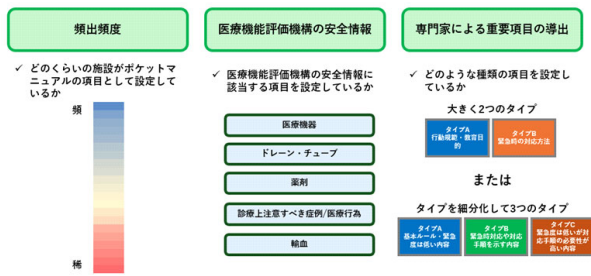 頻出頻度
医療機能評価機構の安全情報
専門家による重要項目の導出
✓ どのくらいの施設がポケットマ
ニュアルの項目として設定して
いるか
✓ 医療機能評価機構の安全情報に
該当する項目を設定しているか
✓ どのような種類の項目を設定し
ているか
頻
稀
医療機器
ドレーン・チューブ
薬剤
診療上注意すべき症例/医療行為
輸血
大きく2つのタイプ
タイプA
行動規範・教育目
的
タイプB
緊急時の対応方法
または
タイプを細分化して3つのタイプ
タイプA
基本ルール・緊急
度は低い内容
タイプB
緊急時対応や対応
手順を示す内容
タイプC
緊急度は低いが対
応手順の必要性が
高い内容